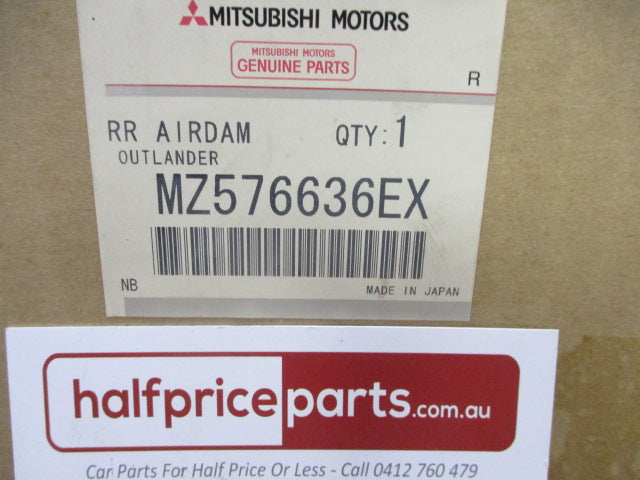 MITSUBISHI MOTORS
MITSUBISHI MOTORS
GENUINE PARTS
R
RR AIRDAM QTY:1
OUTLANDER
MZ576636EX
NB MADE IN JAPAN
halfpriceparts.com.au
Car Parts For Half Price Or Less - Call 0412 760 479